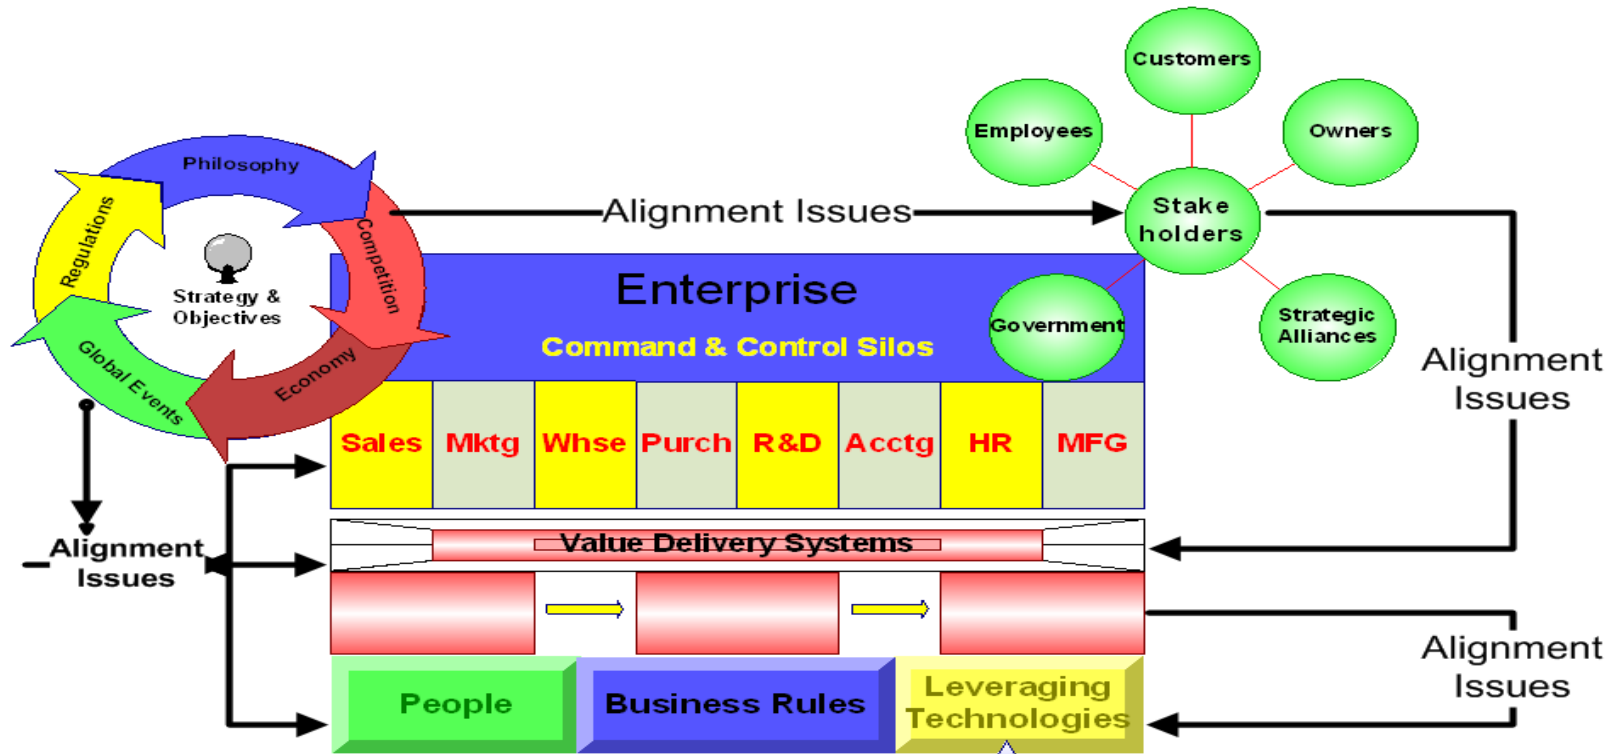 Customers
Employees
Owners
Philosophy
Regulations
Competition
Alignment Issues
Stake
holders
Strategy &
Objectives
Enterprise
Government
Strategic
Alliances
Command & Control Silos
Global Events
Economy
Alignment
Issues
Sales
Mktg
Whse
Purch
R&D
Acctg
HR
MFG
Alignment
Issues
Value Delivery Systems
Alignment
Issues
People
Business Rules
Leveraging
Technologies